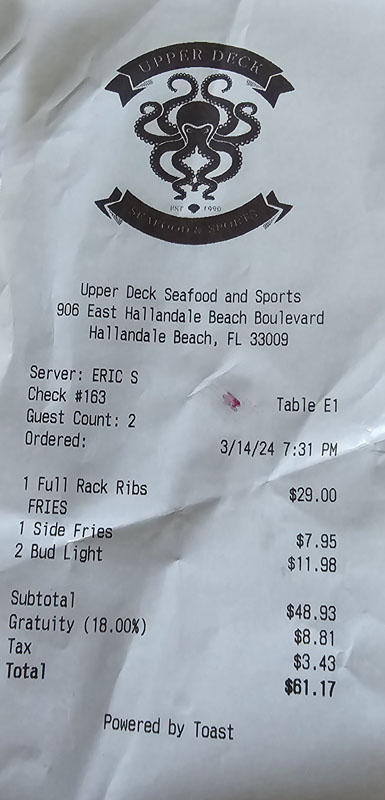 UPPER DECK
EST 1990
SEAFOOD & SPORTS
Upper Deck Seafood and Sports
906 East Hallandale Beach Boulevard
Hallandale Beach, FL 33009
Server: ERIC S
Check #163 Table E1
Guest Count: 2
Ordered: 3/14/24 7:31 PM
1 Full Rack Ribs $29.00
FRIES
1 Side Fries $7.95
2 Bud Light $11.98
Subtotal $48.93
Gratuity (18.00%) $8.81
Tax $3.43
Total $61.17
Powered by Toast